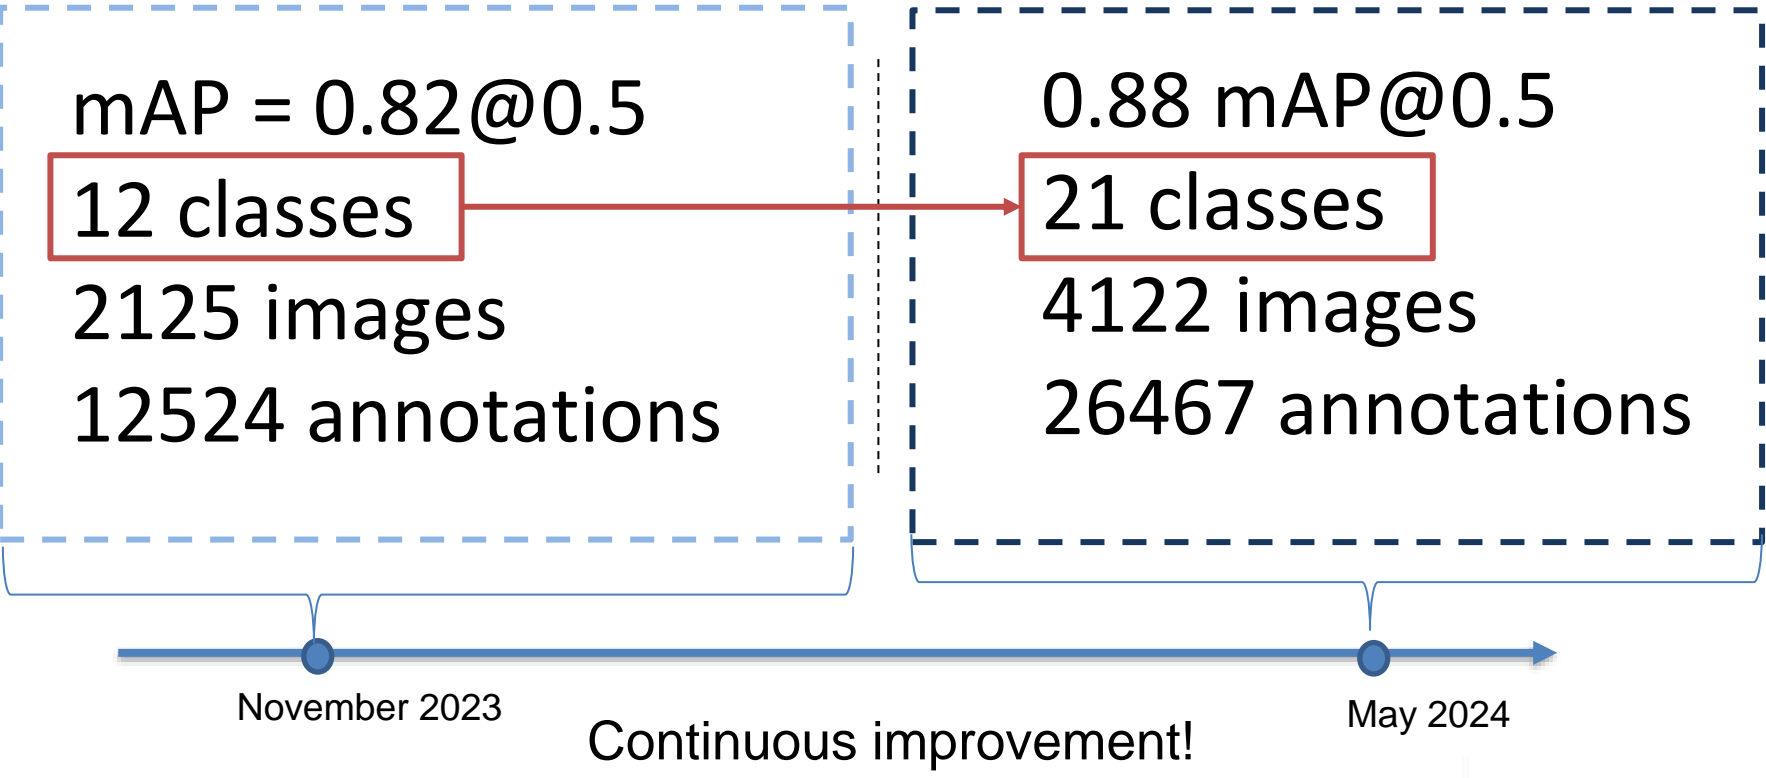 mAP = 0.82@0.5
12 classes
2125 images
12524 annotations
0.88 mAP@0.5
21 classes
4122 images
26467 annotations
November 2023
May 2024
Continuous improvement!